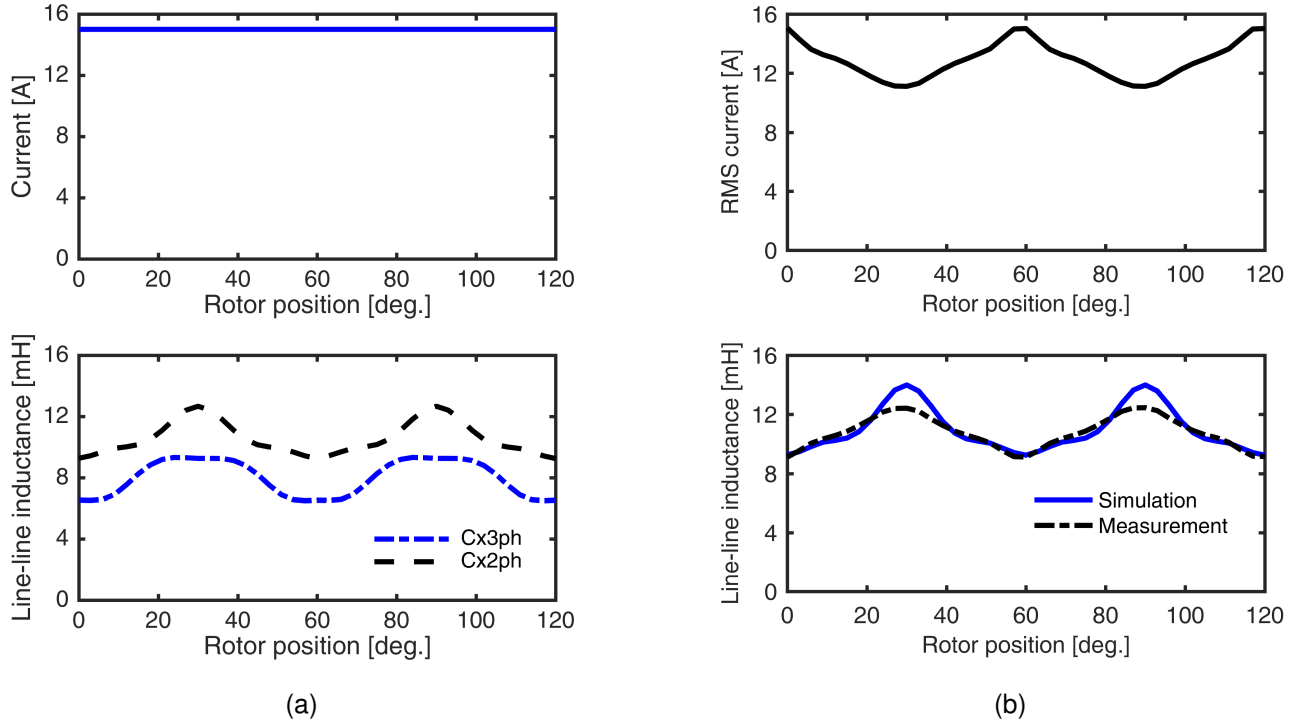 Current [A]
16
12
8
4
0
0 20 40 60 80 100 120
Rotor position [deg.]
RMS current [A]
16
12
8
4
0
0 20 40 60 80 100 120
Rotor position [deg.]
Line-line inductance [mH]
16
12
8
4
0
Cx3ph
Cx2ph
0 20 40 60 80 100 120
Rotor position [deg.]
(a)
Line-line inductance [mH]
16
12
8
4
0
Simulation
Measurement
0 20 40 60 80 100 120
Rotor position [deg.]
(b)